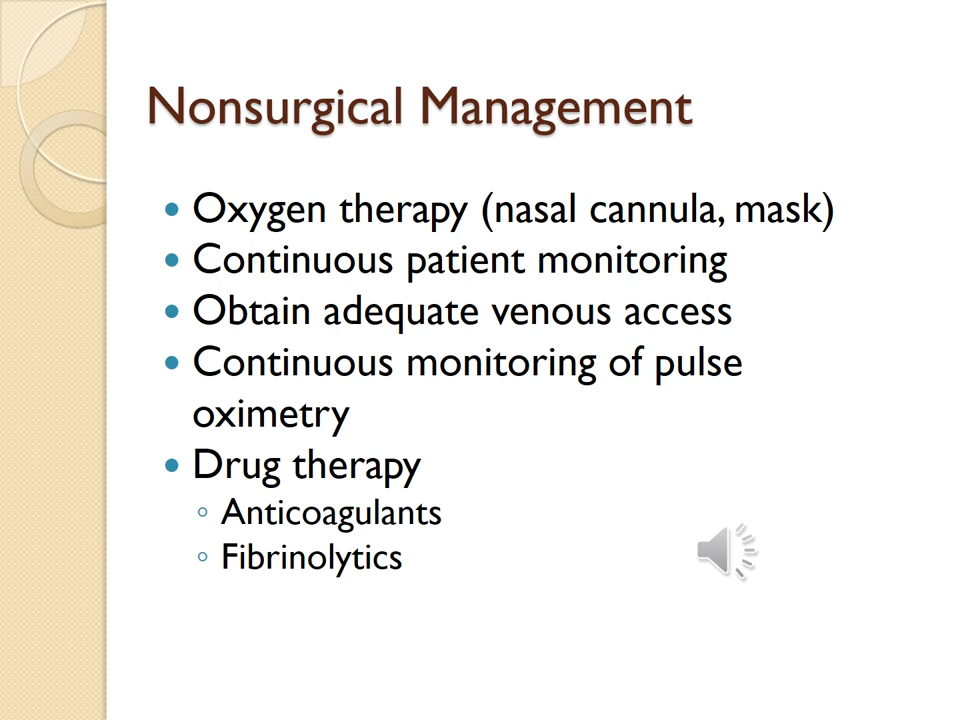 Nonsurgical Management
• Oxygen therapy (nasal cannula, mask)
• Continuous patient monitoring
• Obtain adequate venous access
• Continuous monitoring of pulse
oximetry
• Drug therapy
◦ Anticoagulants
◦ Fibrinolytics